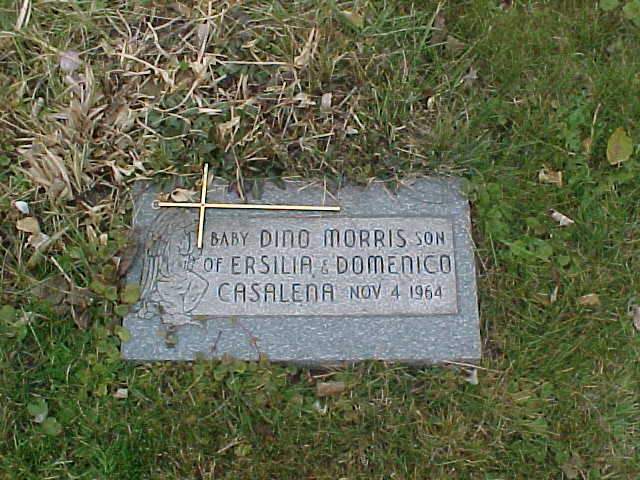 BABY DINO MORRIS SON
OF ERSILIA, & DOMENICO
CASALENA NOV 4 1964